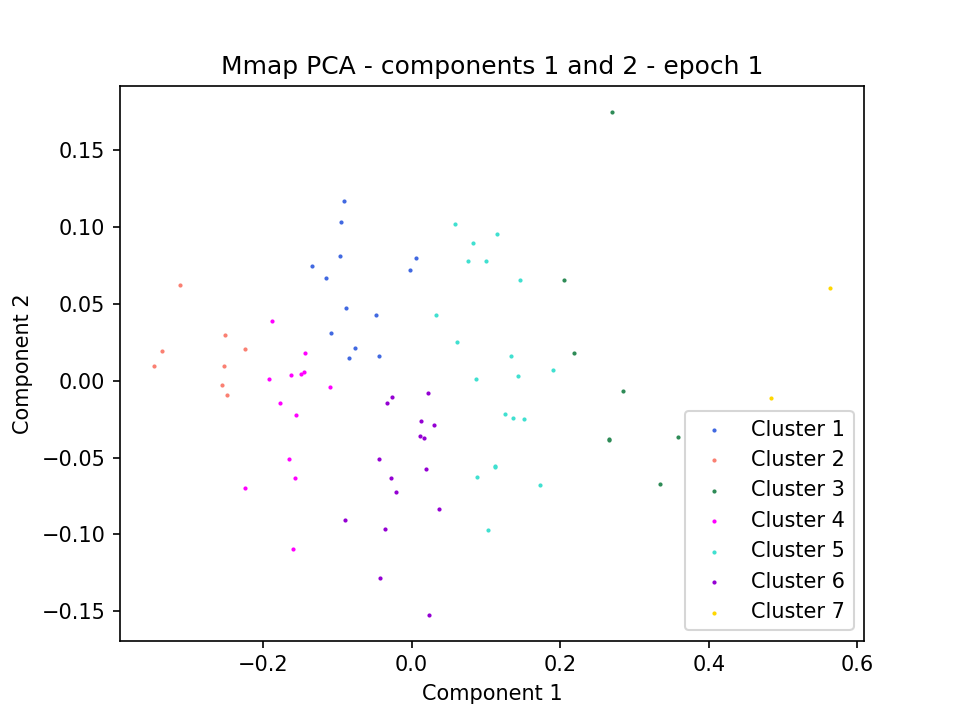 Mmap PCA - components 1 and 2 - epoch 1
Component 2
0.15
0.10
0.05
0.00
−0.05
−0.10
−0.15
Cluster 1
Cluster 2
Cluster 3
Cluster 4
Cluster 5
Cluster 6
Cluster 7
−0.2
0.0
0.2
0.4
0.6
Component 1